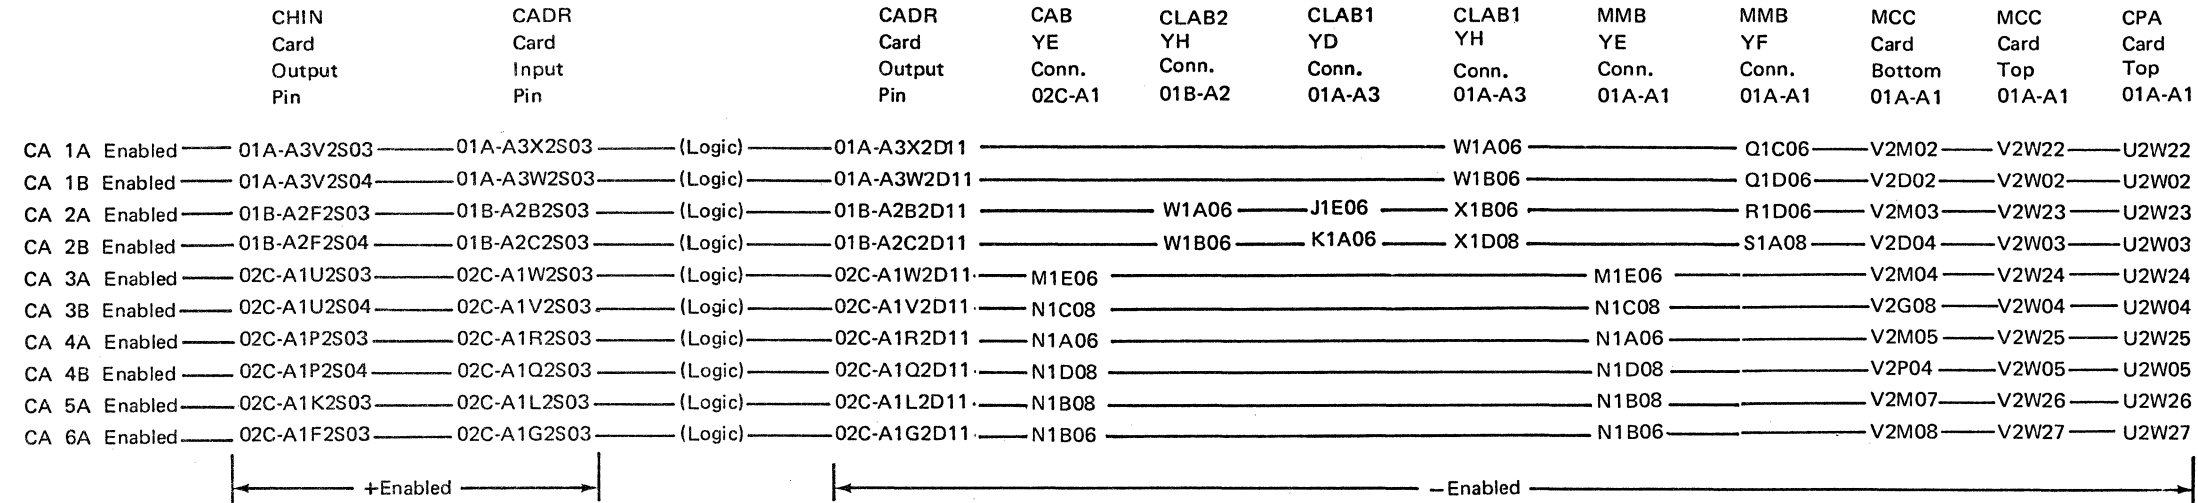 CHIN CADR CADR CAB CLAB2 CLAB1 CLAB1 MMB MMB MCC MCC CPA
Card Card Card YE YH YD YH YE YF Card Card Card
Output Input Output Conn. Conn. Conn. Conn. Conn. Conn. Bottom Top Top
Pin Pin Pin 02C-A1 01B-A2 01A-A3 01A-A3 01A-A1 01A-A1 01A-A1 01A-A1 01A-A1
CA 1A Enabled 01A-A3V2S03 01A-A3X2S03 (Logic) 01A-A3X2D11 W1A06 Q1C06 V2M02 V2W22 U2W22
CA 1B Enabled 01A-A3V2S04 01A-A3W2S03 (Logic) 01A-A3W2D11 W1B06 Q1D06 V2D02 V2W02 U2W02
CA 2A Enabled 01B-A2F2S03 01B-A2B2S03 (Logic) 01B-A2B2D11 W1A06 J1E06 X1B06 R1D06 V2M03 V2W23 U2W23
CA 2B Enabled 01B-A2F2S04 01B-A2C2S03 (Logic) 01B-A2C2D11 W1B06 K1A06 X1D08 S1A08 V2D04 V2W03 U2W03
CA 3A Enabled 02C-A1U2S03 02C-A1W2S03 (Logic) 02C-A1W2D11 M1E06 M1E06 V2M04 V2W24 U2W24
CA 3B Enabled 02C-A1U2S04 02C-A1V2S03 (Logic) 02C-A1V2D11 N1C08 N1C08 V2G08 V2W04 U2W04
CA 4A Enabled 02C-A1P2S03 02C-A1R2S03 (Logic) 02C-A1R2D11 N1A06 N1A06 V2M05 V2W25 U2W25
CA 4B Enabled 02C-A1P2S04 02C-A1Q2S03 (Logic) 02C-A1Q2D11 N1D08 N1D08 V2P04 V2W05 U2W05
CA 5A Enabled 02C-A1K2S03 02C-A1L2S03 (Logic) 02C-A1L2D11 N1B08 N1B08 V2M07 V2W26 U2W26
CA 6A Enabled 02C-A1F2S03 02C-A1G2S03 (Logic) 02C-A1G2D11 N1B06 N1B06 V2M08 V2W27 U2W27
+Enabled –Enabled